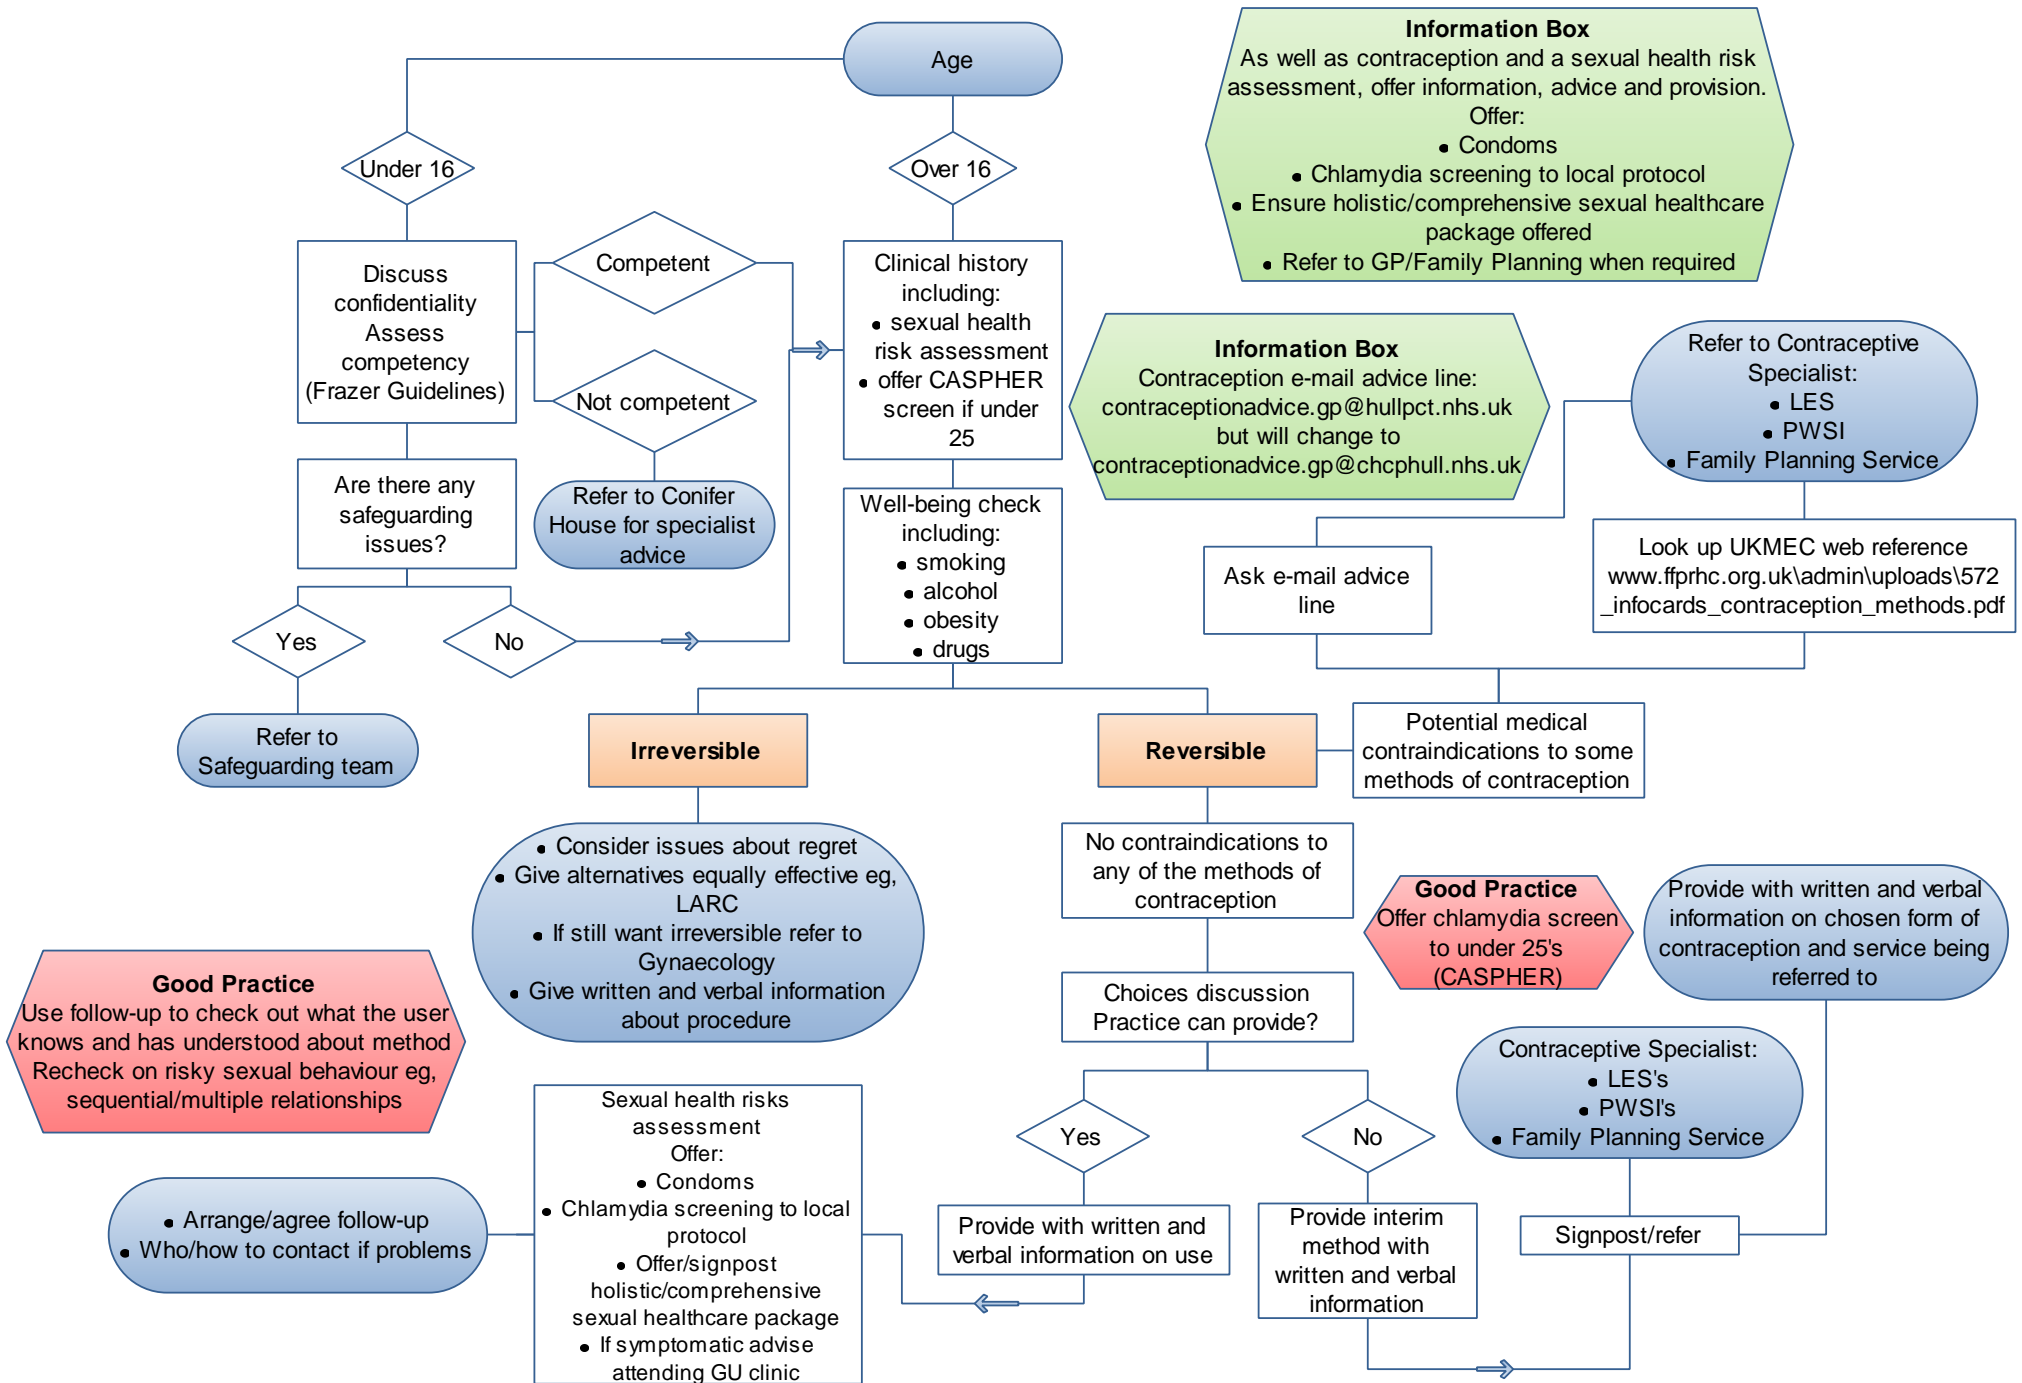 Age
Under 16
Over 16
Information Box
As well as contraception and a sexual health risk
assessment, offer information, advice and provision.
Offer:
• Condoms
• Chlamydia screening to local protocol
• Ensure holistic/comprehensive sexual healthcare
package offered
• Refer to GP/Family Planning when required
Discuss
confidentiality
Assess
competency
(Frazer Guidelines)
Competent
Not competent
Clinical history
including:
• sexual health
risk assessment
• offer CASPHER
screen if under
25
Information Box
Contraception e-mail advice line:
contraceptionadvice.gp@hullpct.nhs.uk
but will change to
contraceptionadvice.gp@chcphull.nhs.uk
Refer to Contraceptive
Specialist:
• LES
• PWSI
• Family Planning Service
Are there any
safeguarding
issues?
Refer to Conifer
House for specialist
advice
Well-being check
including:
• smoking
• alcohol
• obesity
• drugs
Ask e-mail advice
line
Look up UKMEC web reference
www.ffprhc.org.uk\admin\uploads\572
_infocards_contraception_methods.pdf
Yes
No
Refer to
Safeguarding team
Irreversible
Reversible
Potential medical
contraindications to some
methods of contraception
• Consider issues about regret
• Give alternatives equally effective eg,
LARC
• If still want irreversible refer to
Gynaecology
• Give written and verbal information
about procedure
No contraindications to
any of the methods of
contraception
Good Practice
Offer chlamydia screen
to under 25's
(CASPHER)
Provide with written and verbal
information on chosen form of
contraception and service being
referred to
Good Practice
Use follow-up to check out what the user
knows and has understood about method
Recheck on risky sexual behaviour eg,
sequential/multiple relationships
Choices discussion
Practice can provide?
Contraceptive Specialist:
• LES's
• PWSI's
• Family Planning Service
Yes
No
Sexual health risks
assessment
Offer:
• Condoms
• Chlamydia screening to local
protocol
• Offer/signpost
holistic/comprehensive
sexual healthcare package
• If symptomatic advise
attending GU clinic
• Arrange/agree follow-up
• Who/how to contact if problems
Provide with written and
verbal information on use
Provide interim
method with
written and verbal
information
Signpost/refer